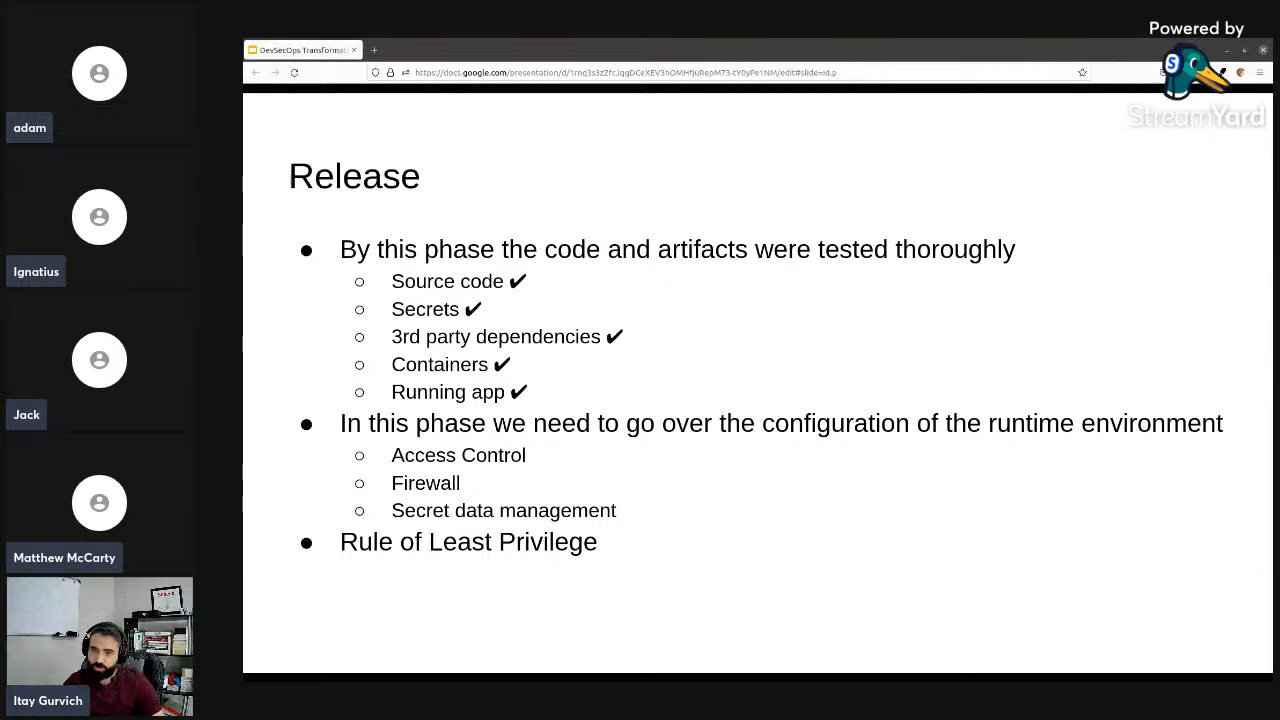 Powered by
StreamYard
DevSecOps Transformati
adam
Release
By this phase the code and artifacts were tested thoroughly
Source code ✔
Secrets ✔
3rd party dependencies ✔
Containers ✔
Running app ✔
In this phase we need to go over the configuration of the runtime environment
Access Control
Firewall
Secret data management
Rule of Least Privilege
Ignatius
Jack
Matthew McCarty
Itay Gurvich